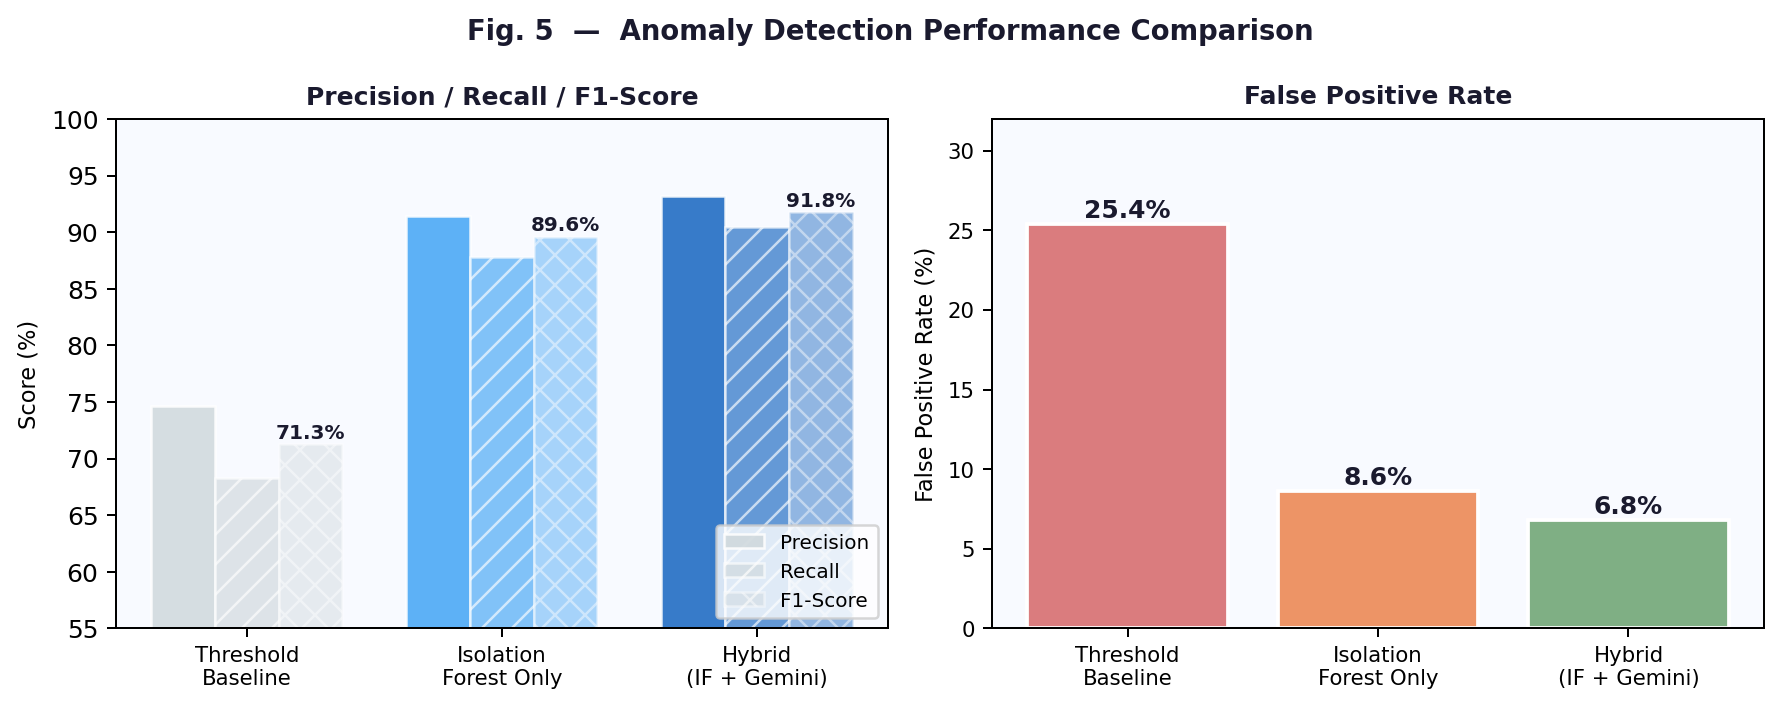 Fig. 5 — Anomaly Detection Performance Comparison
Precision / Recall / F1-Score
Score (%)
100
95
90
85
80
75
70
65
60
55
71.3%
89.6%
91.8%
Precision
Recall
F1-Score
Threshold
Baseline
Isolation
Forest Only
Hybrid
(IF + Gemini)
False Positive Rate
False Positive Rate (%)
30
25
20
15
10
5
0
25.4%
8.6%
6.8%
Threshold
Baseline
Isolation
Forest Only
Hybrid
(IF + Gemini)